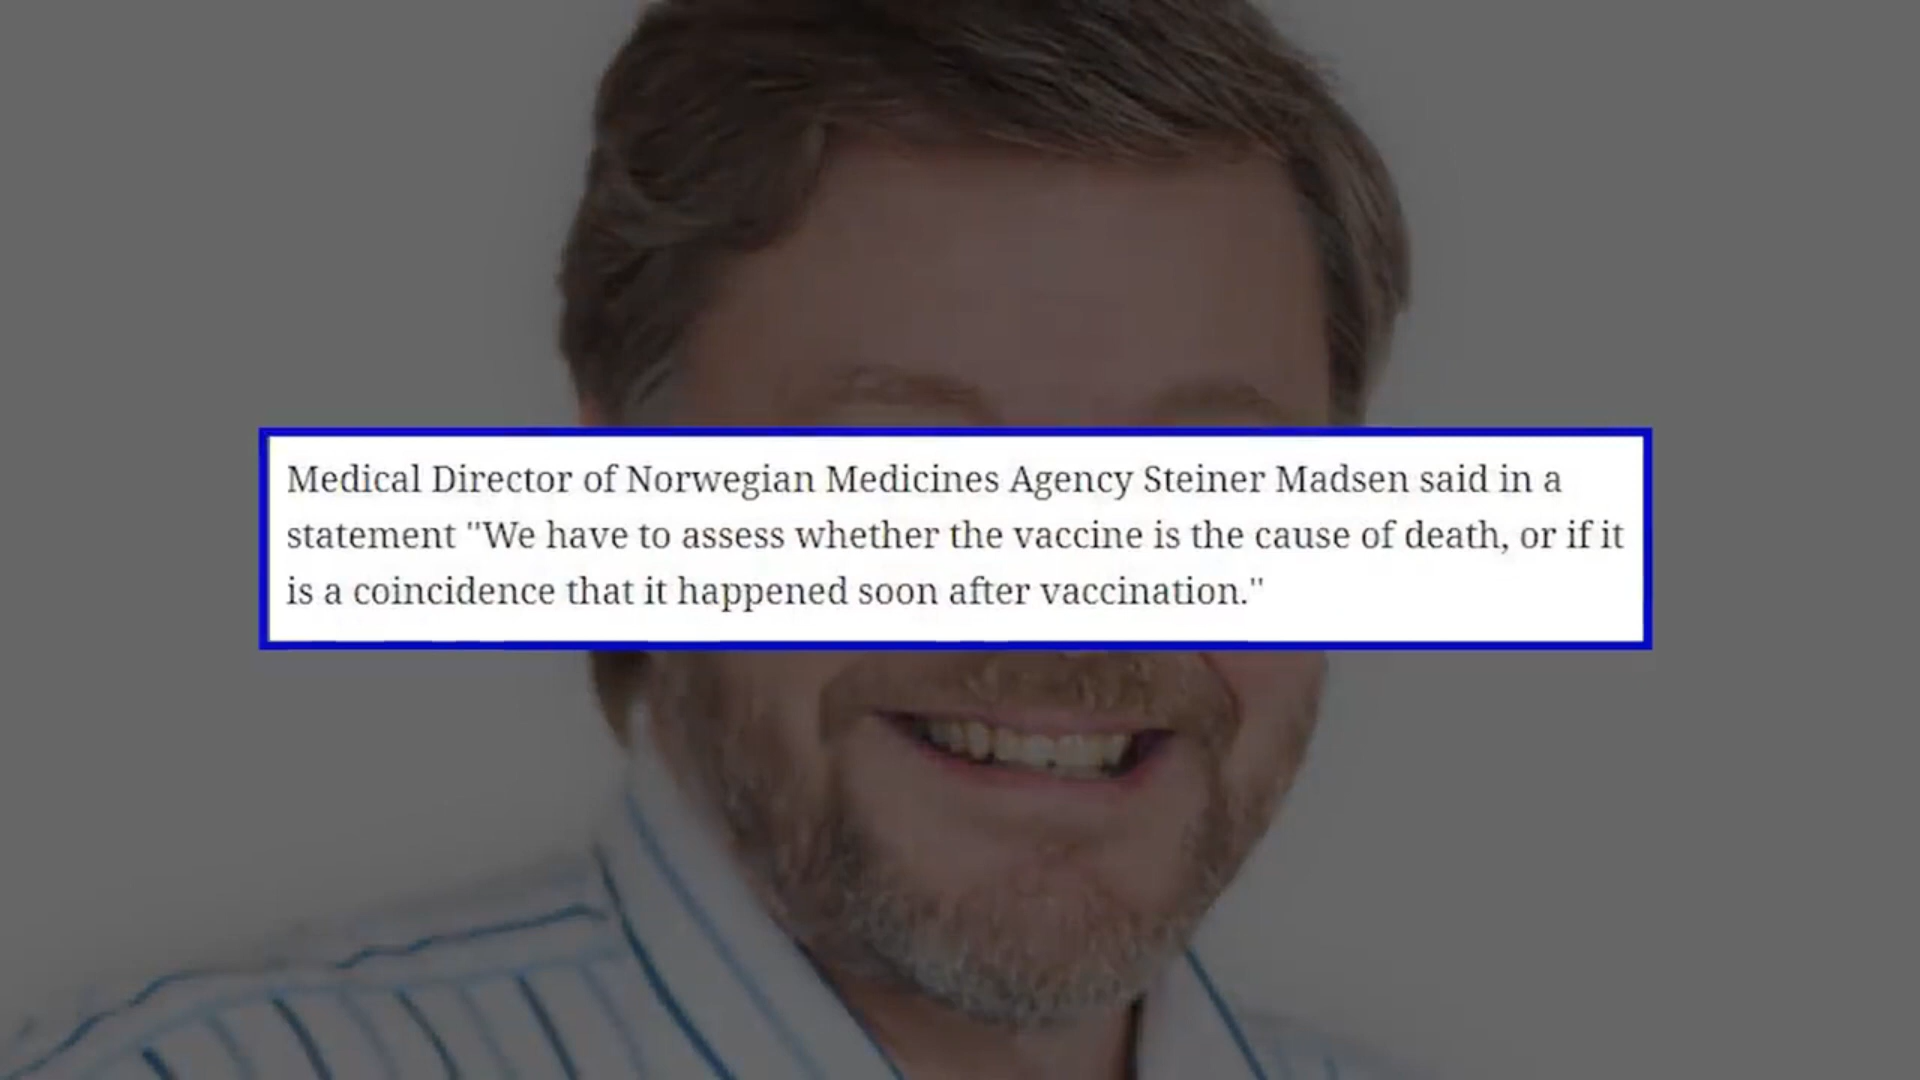 Medical Director of Norwegian Medicines Agency Steiner Madsen said in a
statement "We have to assess whether the vaccine is the cause of death, or if it
is a coincidence that it happened soon after vaccination."